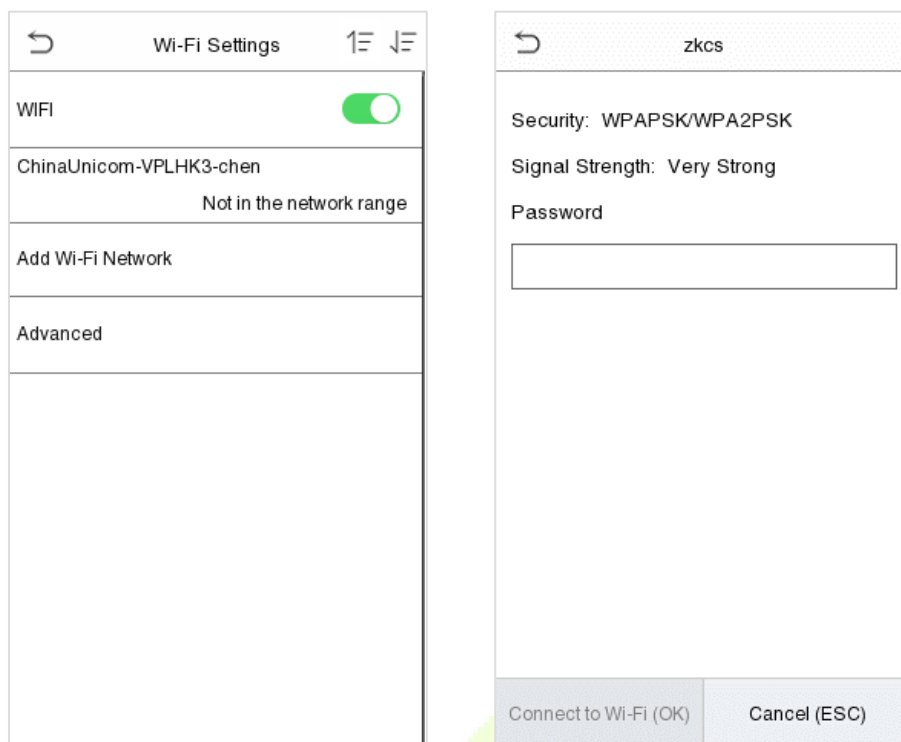 Wi-Fi Settings
WIFI
ChinaUnicom-VPLHK3-chen
Not in the network range
Add Wi-Fi Network
Advanced
zkcs
Security: WPAPSK/WPA2PSK
Signal Strength: Very Strong
Password
Connect to Wi-Fi (OK)
Cancel (ESC)